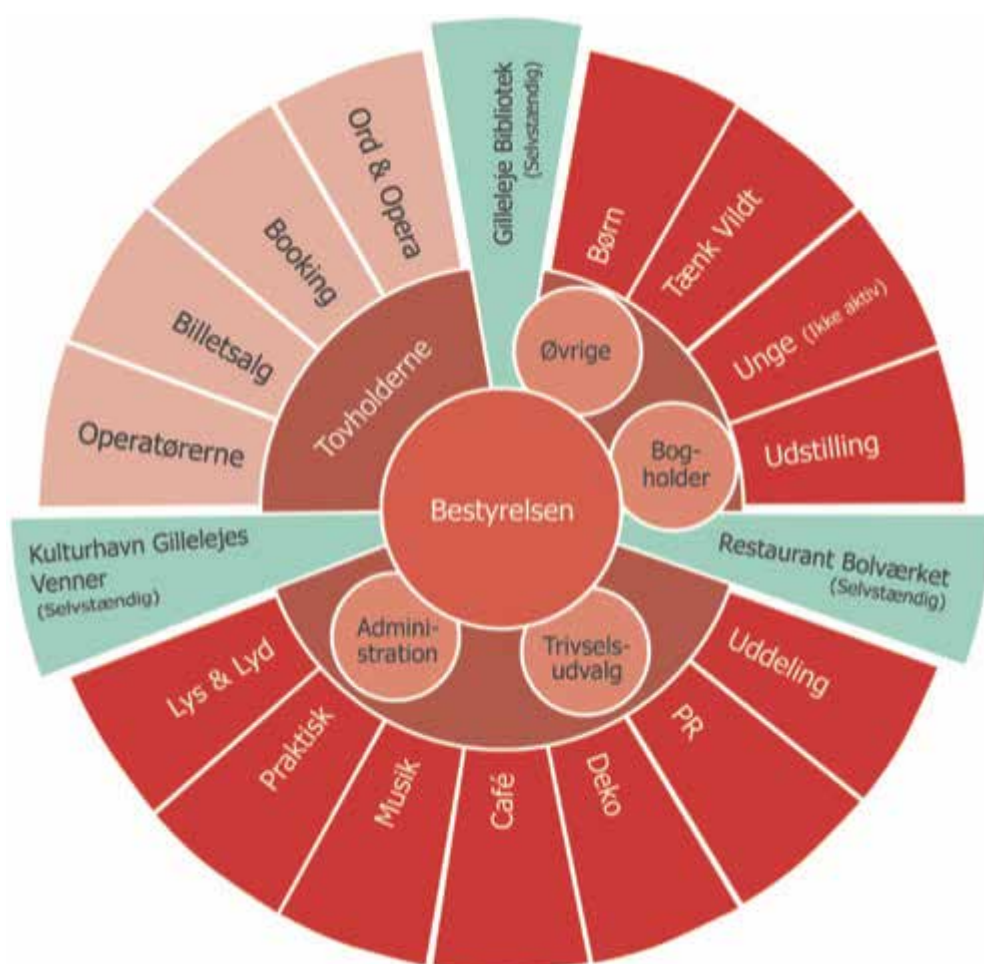 Gilleleje Bibliotek
(Selvstændig)
Børn
Tænk Vildt
Unge (Ikke aktiv)
Udstilling
Restaurant Bolværket
(Selvstændig)
Uddeling
PR
Deko
Café
Musik
Praktisk
Lys & Lyd
Kulturhavn Gillelejes
Venner
(Selvstændig)
Operatørerne
Billetsalg
Booking
Ord & Opera
Tovholderne
Øvrige
Bog-
holder
Bestyrelsen
Admini-
stration
Trivsels-
udvalg